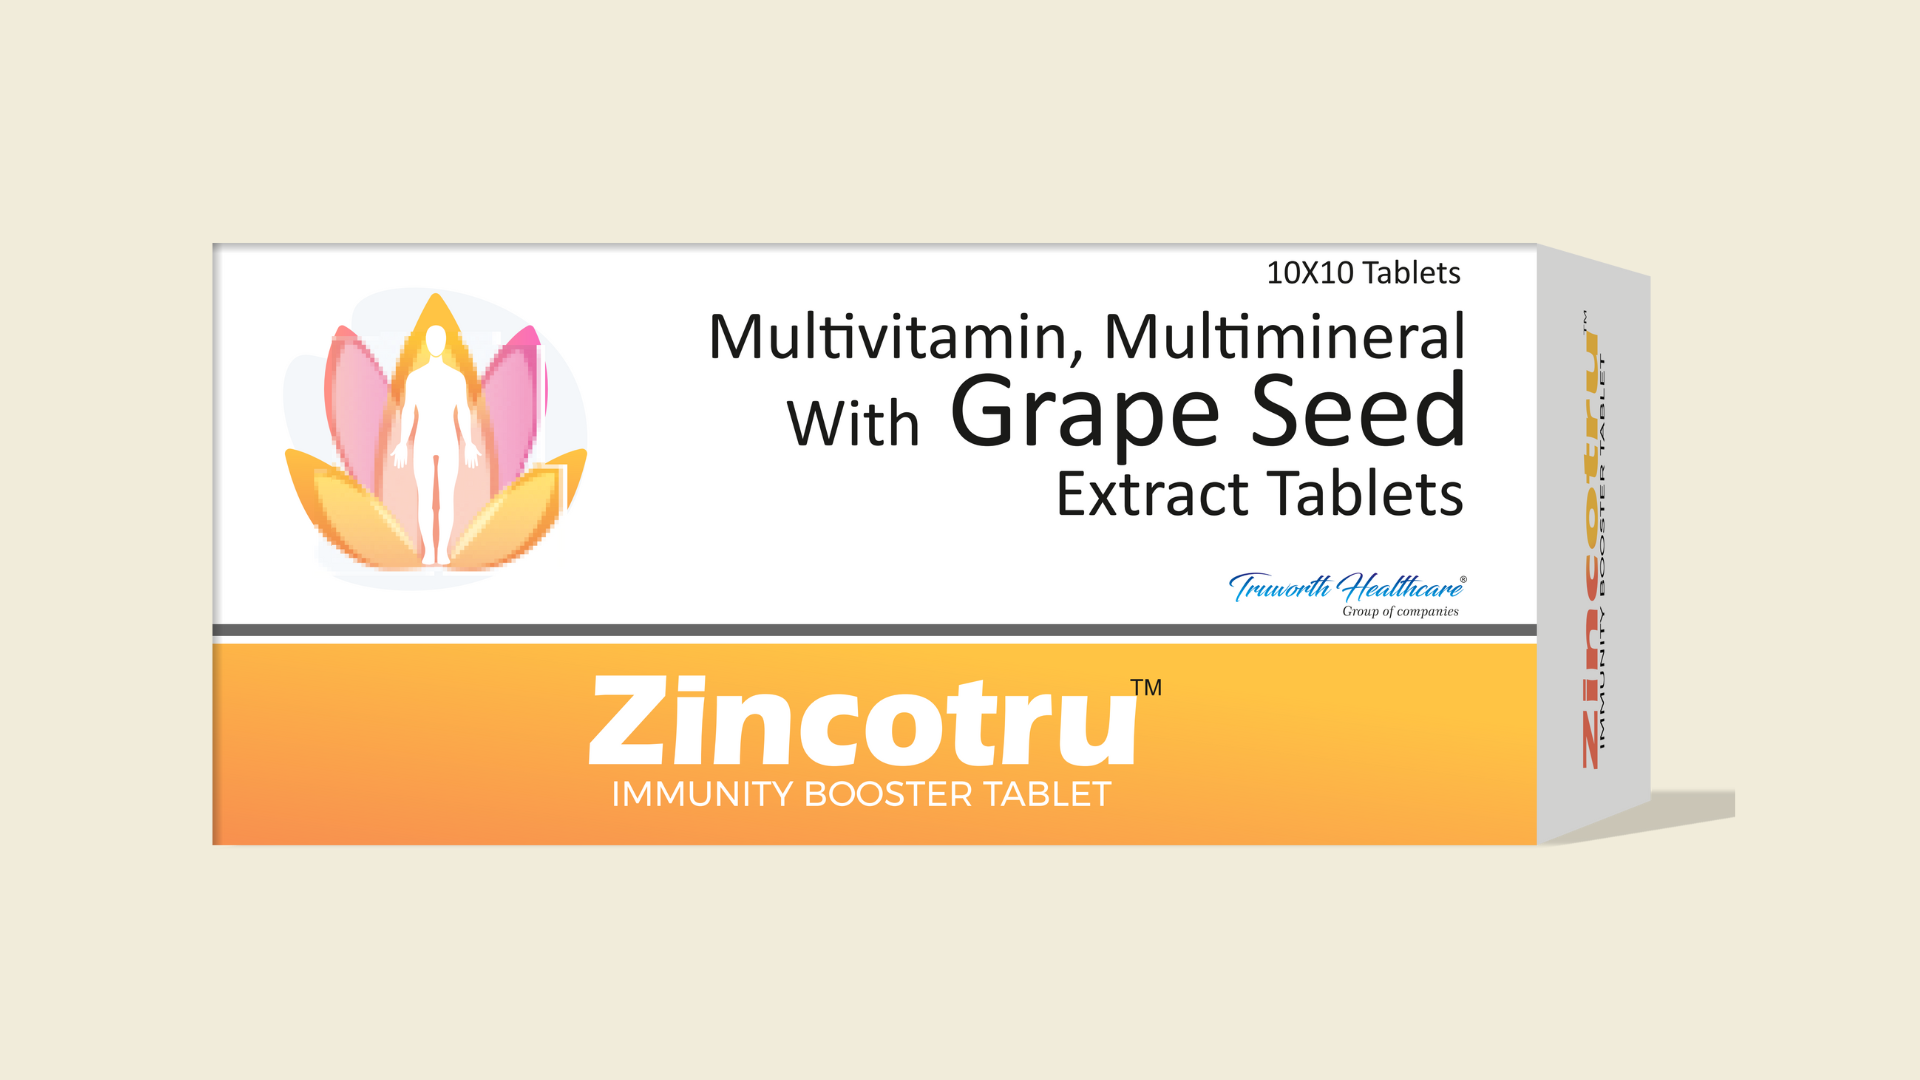 10X10 Tablets
Multivitamin, Multimineral
With Grape Seed
Extract Tablets
Truworth Healthcare®
Group of companies
Zincotru™
IMMUNITY BOOSTER TABLET
Zincotru™
IMMUNITY BOOSTER TABLET